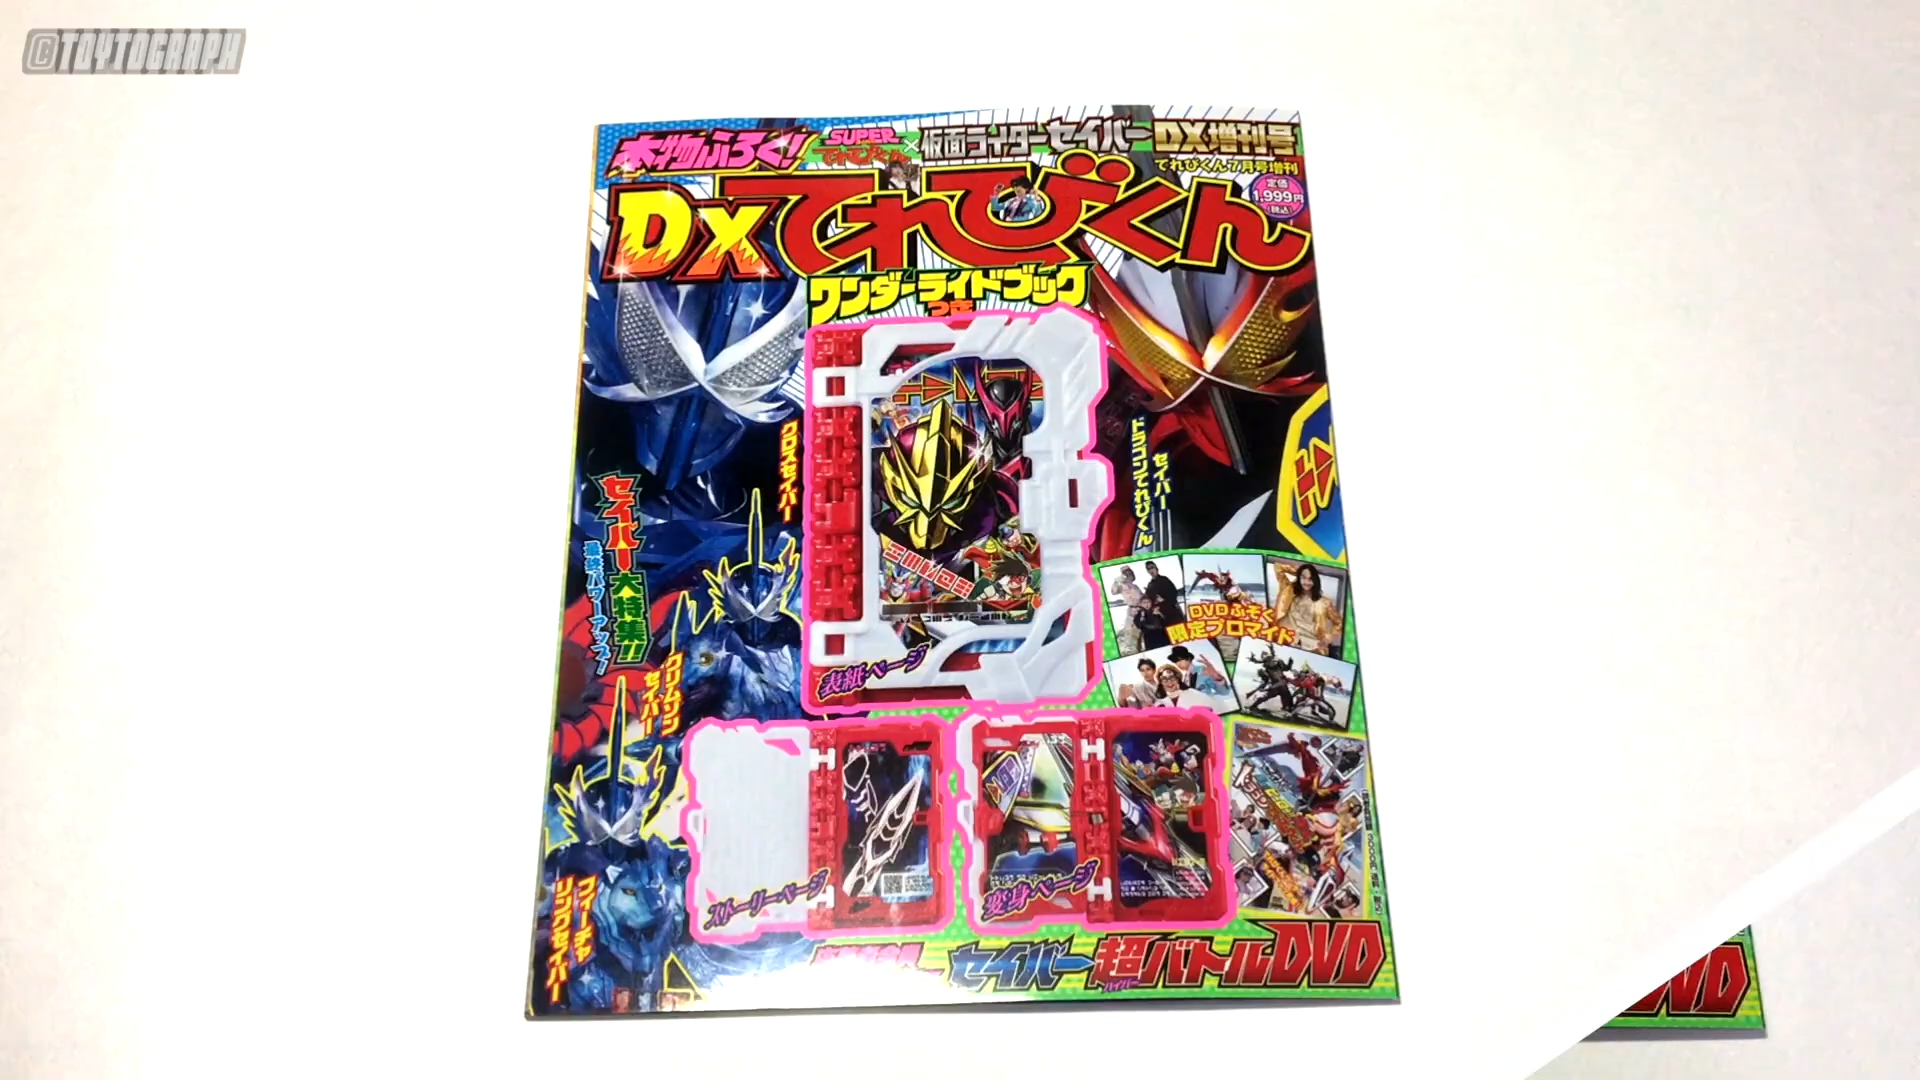 ©TOYTOGRAPH
本物ふろく!
SUPER てれびくん×仮面ライダーセイバー DX増刊号
てれびくん7月号増刊
定価
1,999円
(税込)
DXてれびくん
ワンダーライドブック
つき
クロスセイバー
セイバー
ドラゴンてれびくん
セイバー大特集!!
最終パワーアップ!
クリムゾン
セイバー
DVDふぞく
限定ブロマイド
表紙ページ
ストーリーページ
変身ページ
フィーチャ
リングセイバー
セイバー超バトルDVD
ハイパー
DVD